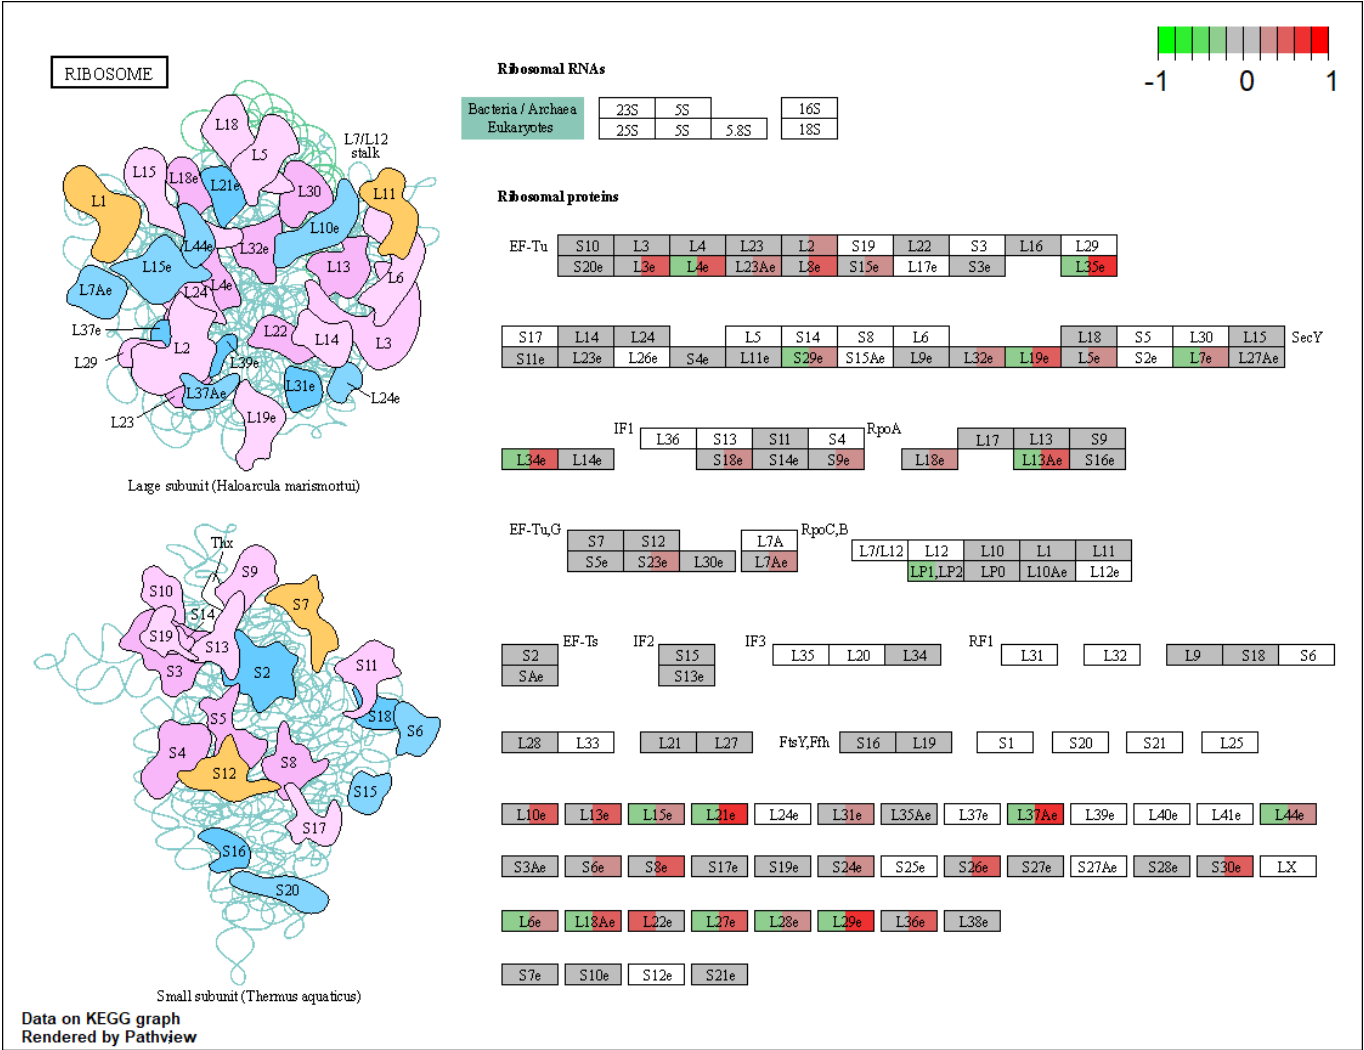 RIBOSOME
Ribosomal RNAs
-1 0 1
Bacteria / Archaea 23S 5S 16S
Eukaryotes 25S 5S 5.8S 18S
L18
L5
L7/L12
stalk
L15 L18e L21e L30 L11
L1
L10e
L44e L32e
L15e L13 L6
L7Ae L24 L4e
L37e L22 L14 L3
L2
L29 L39e
L37Ae L31e L24e
L23 L19e
Large subunit (Haloarcula marismortui)
Ribosomal proteins
EF-Tu S10 L3 L4 L23 L2 S19 L22 S3 L16 L29
S20e L3e L4e L23Ae L8e S15e L17e S3e L35e
S17 L14 L24 L5 S14 S8 L6 L18 S5 L30 L15 SecY
S11e L23e L26e S4e L11e S29e S15Ae L9e L32e L19e L5e S2e L7e L27Ae
IF1 L36 S13 S11 S4 RpoA L17 L13 S9
L34e L14e S18e S14e S9e L18e L13Ae S16e
EF-Tu,G S7 S12 L7A RpoC,B L7/L12 L12 L10 L1 L11
S5e S23e L30e L7Ae LP1,LP2 LP0 L10Ae L12e
S2 EF-Ts IF2 S15 IF3 L35 L20 L34 RF1 L31 L32 L9 S18 S6
SAe S13e
L28 L33 L21 L27 FtsY,Ffh S16 L19 S1 S20 S21 L25
L10e L13e L15e L21e L24e L31e L35Ae L37e L37Ae L39e L40e L41e L44e
S3Ae S6e S8e S17e S19e S24e S25e S26e S27e S27Ae S28e S30e LX
L6e L18Ae L22e L27e L28e L29e L36e L38e
S7e S10e S12e S21e
Thx
S9
S10 S7
S14
S19 S13
S3 S2 S11
S5 S18 S6
S4 S12 S8
S15
S17
S16
S20
Small subunit (Thermus aquaticus)
Data on KEGG graph
Rendered by Pathview